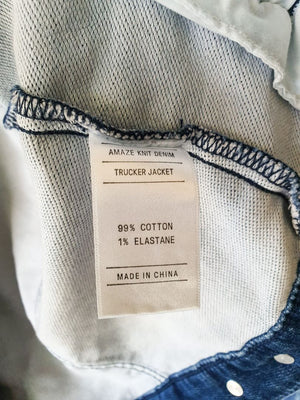 AMAZE KNIT DENIM
TRUCKER JACKET
99% COTTON
1% ELASTANE
MADE IN CHINA